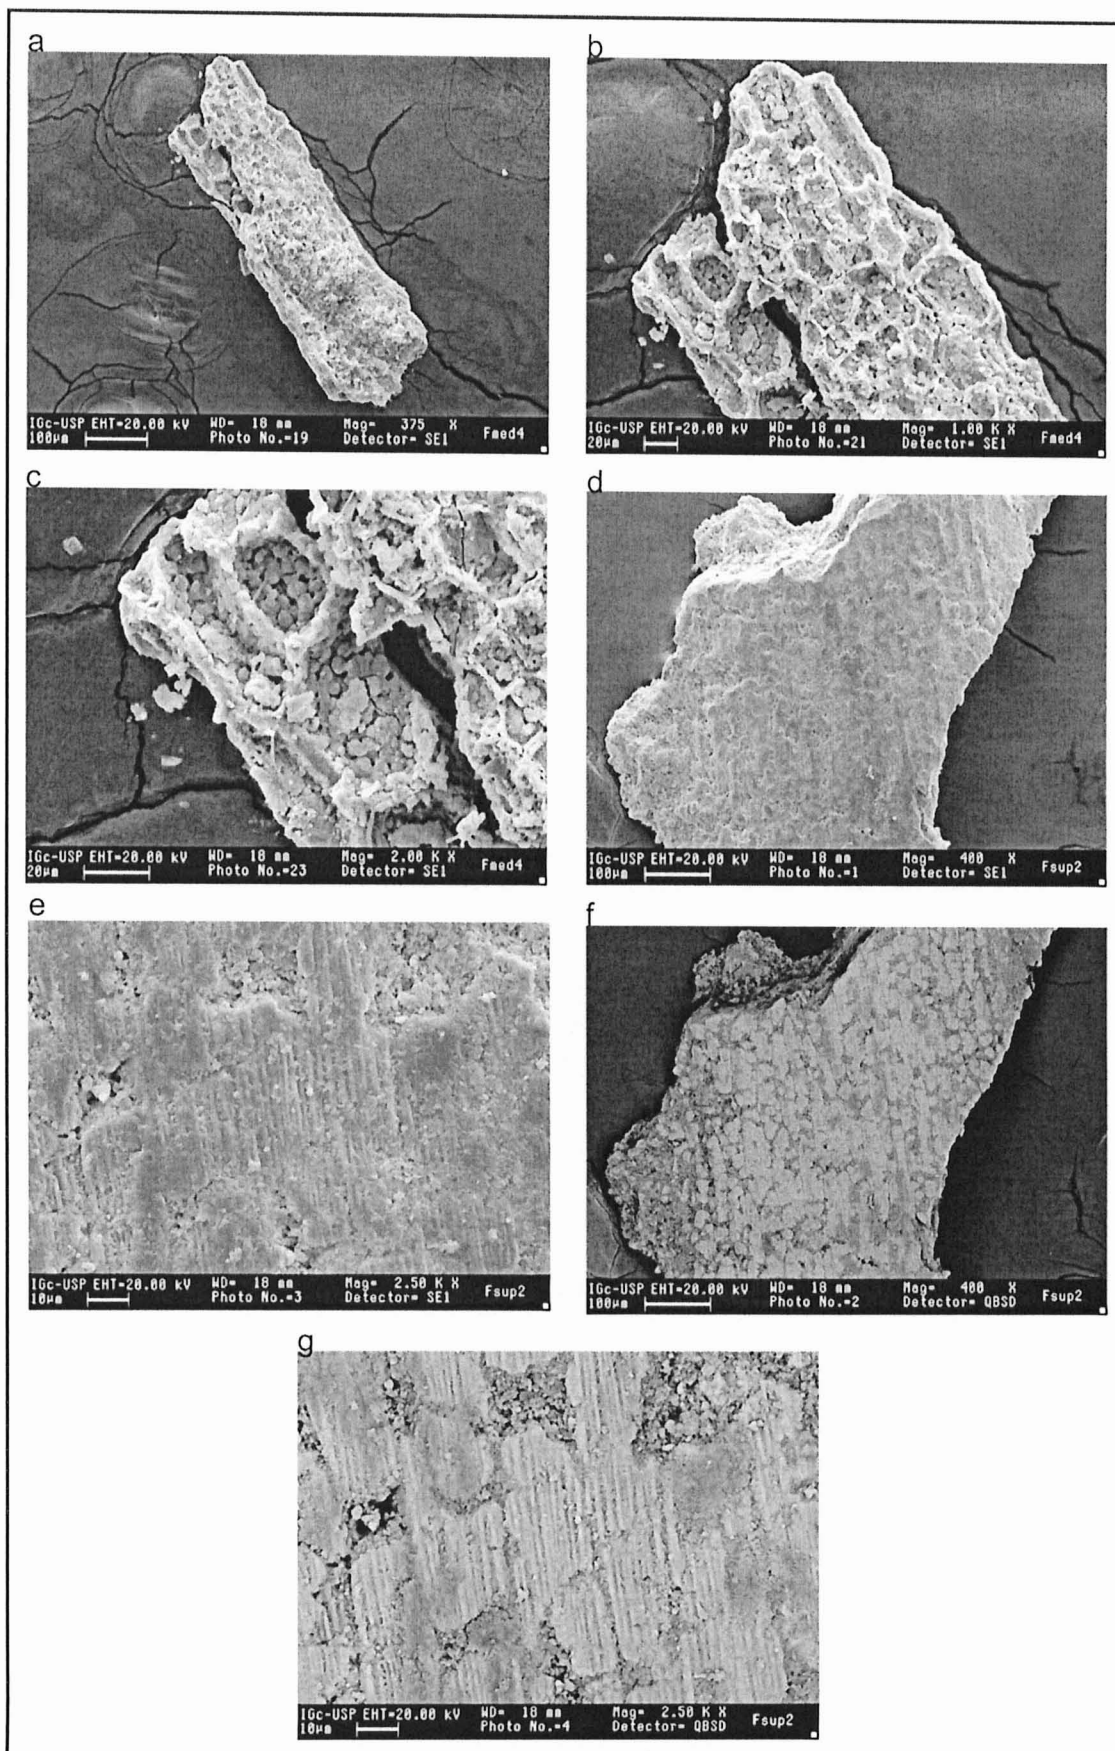 a
IGc-USP EHT=20.00 kV WD= 18 mm Mag= 375 X
100µm Photo No.=19 Detector= SE1 Fmed4
b
IGc-USP EHT=20.00 kV WD= 18 mm Mag= 1.00 K X
20µm Photo No.=21 Detector= SE1 Fmed4
c
IGc-USP EHT=20.00 kV WD= 18 mm Mag= 2.00 K X
20µm Photo No.=23 Detector= SE1 Fmed4
d
IGc-USP EHT=20.00 kV WD= 18 mm Mag= 400 X
100µm Photo No.=1 Detector= SE1 Fsup2
e
IGc-USP EHT=20.00 kV WD= 18 mm Mag= 2.50 K X
10µm Photo No.=3 Detector= SE1 Fsup2
f
IGc-USP EHT=20.00 kV WD= 18 mm Mag= 400 X
100µm Photo No.=2 Detector= QBSD Fsup2
g
IGc-USP EHT=20.00 kV WD= 18 mm Mag= 2.50 K X
10µm Photo No.=4 Detector= QBSD Fsup2